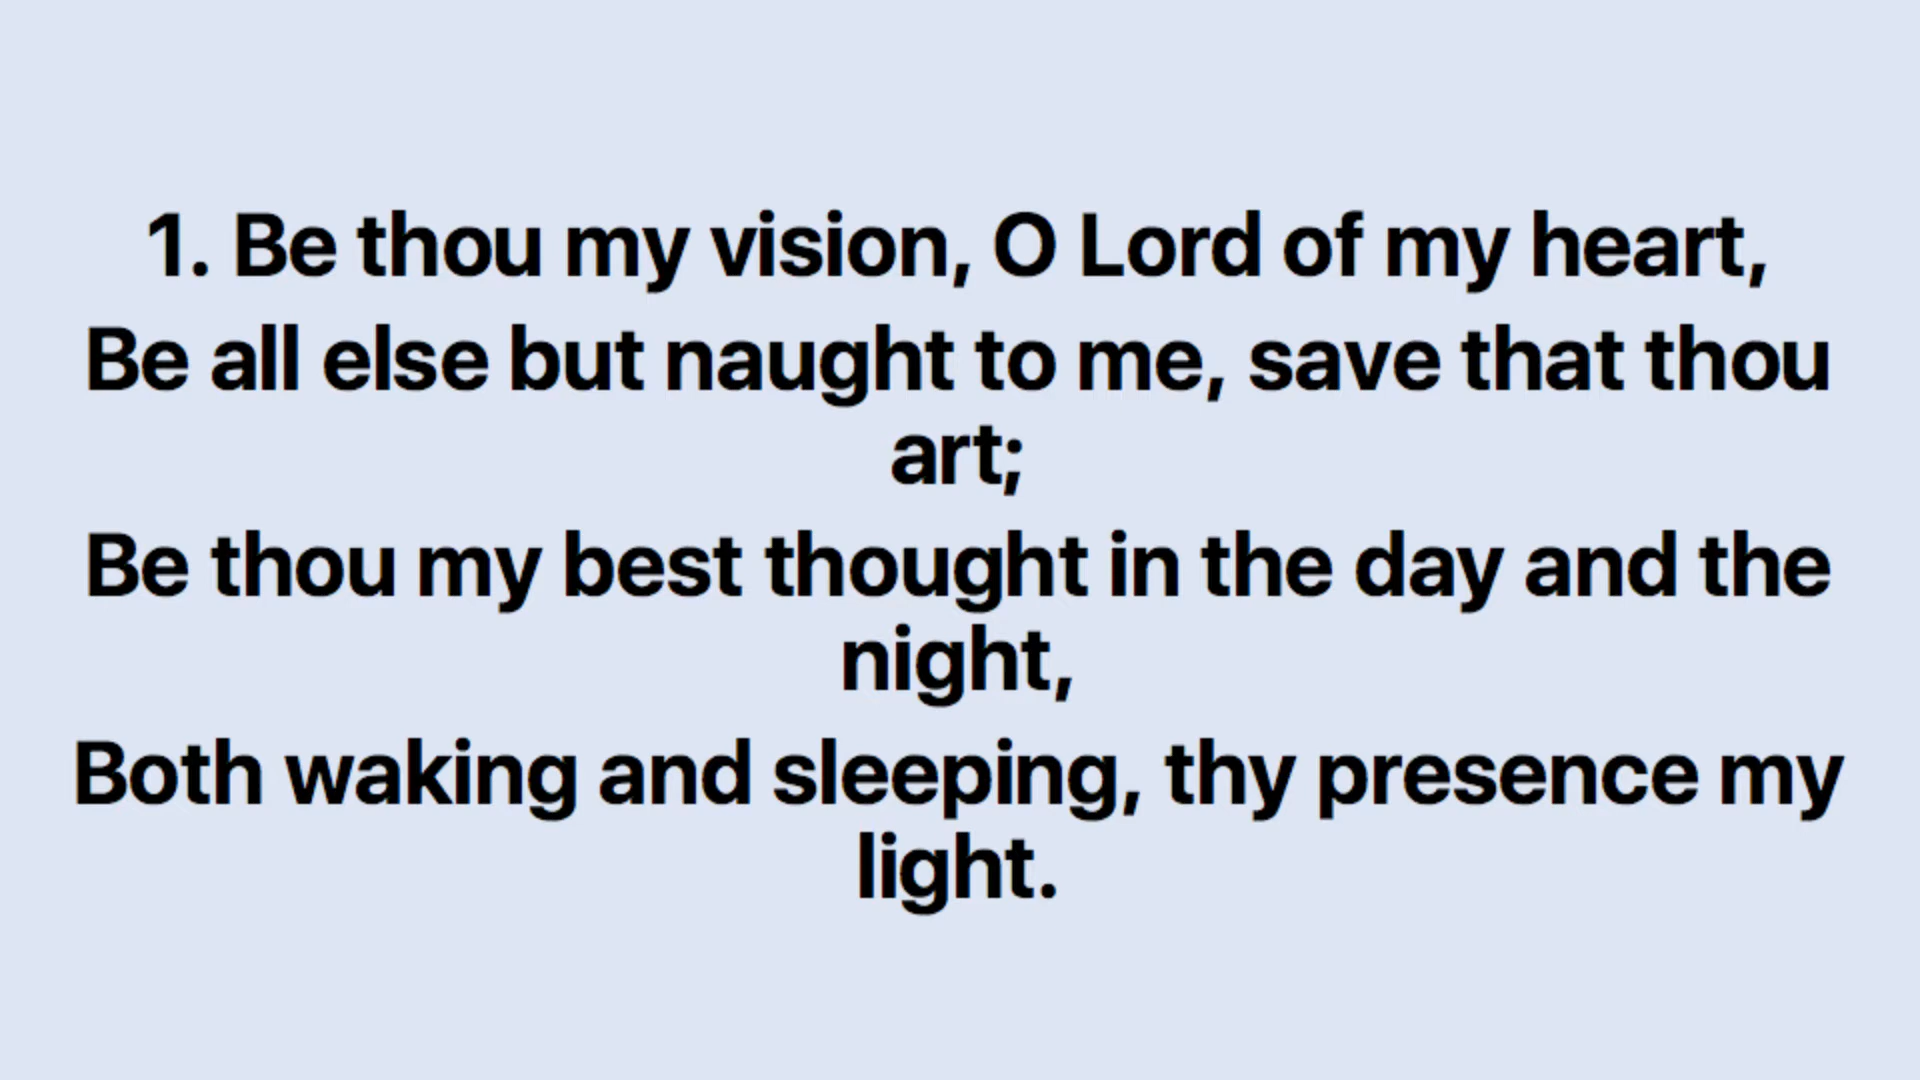 1. Be thou my vision, O Lord of my heart,
Be all else but naught to me, save that thou
art;
Be thou my best thought in the day and the
night,
Both waking and sleeping, thy presence my
light.